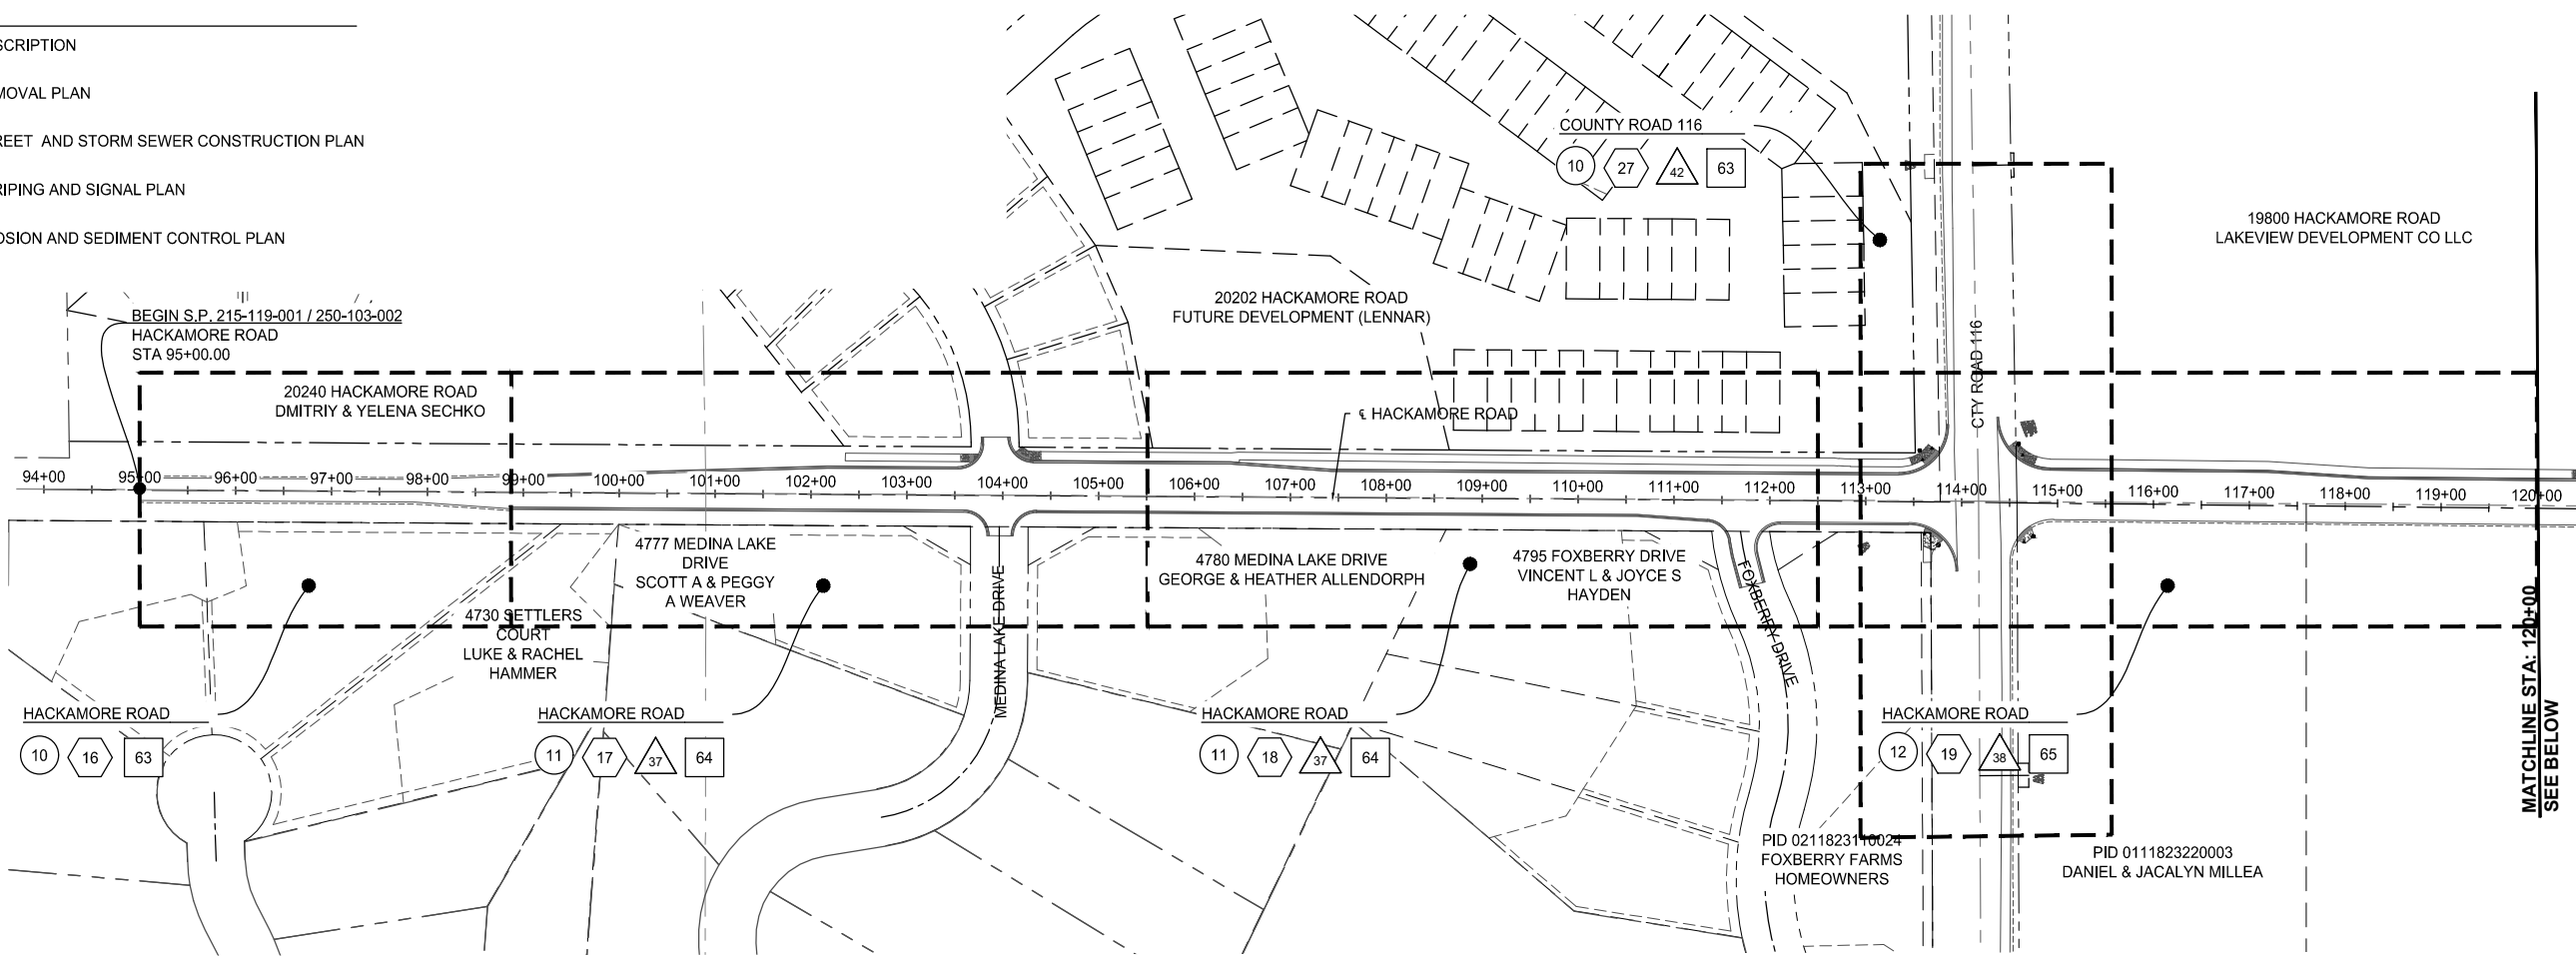 SCRIPTION
MOVAL PLAN
REET AND STORM SEWER CONSTRUCTION PLAN
RIPING AND SIGNAL PLAN
OSION AND SEDIMENT CONTROL PLAN
COUNTY ROAD 116
10 27 42 63
19800 HACKAMORE ROAD
LAKEVIEW DEVELOPMENT CO LLC
BEGIN S.P. 215-119-001 / 250-103-002
HACKAMORE ROAD
STA 95+00.00
20202 HACKAMORE ROAD
FUTURE DEVELOPMENT (LENNAR)
CTY ROAD 116
20240 HACKAMORE ROAD
DMITRIY & YELENA SECHKO
℄ HACKAMORE ROAD
94+00 95+00 96+00 97+00 98+00 99+00 100+00 101+00 102+00 103+00 104+00 105+00 106+00 107+00 108+00 109+00 110+00 111+00 112+00 113+00 114+00 115+00 116+00 117+00 118+00 119+00 120+00
4777 MEDINA LAKE
DRIVE
SCOTT A & PEGGY
A WEAVER
4780 MEDINA LAKE DRIVE
GEORGE & HEATHER ALLENDORPH
4795 FOXBERRY DRIVE
VINCENT L & JOYCE S
HAYDEN
4730 SETTLERS
COURT
LUKE & RACHEL
HAMMER
MEDINA LAKE DRIVE
FOXBERRY DRIVE
MATCHLINE STA: 120+00
SEE BELOW
HACKAMORE ROAD
10 16 63
HACKAMORE ROAD
11 17 37 64
HACKAMORE ROAD
11 18 37 64
HACKAMORE ROAD
12 19 38 65
PID 0211823110024
FOXBERRY FARMS
HOMEOWNERS
PID 0111823220003
DANIEL & JACALYN MILLEA